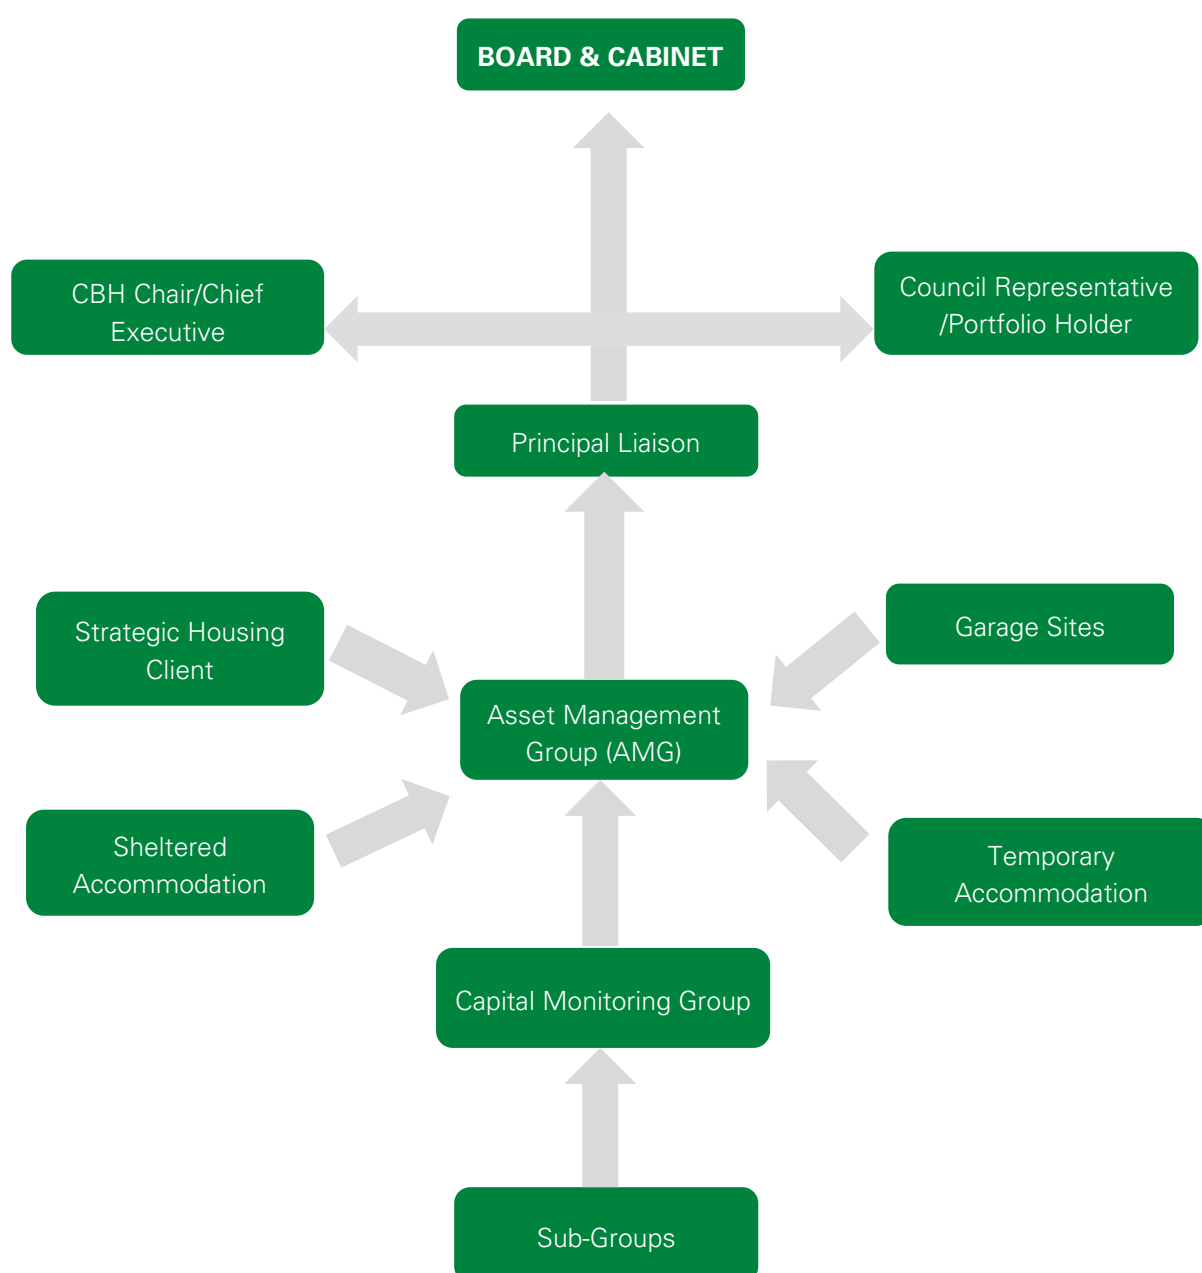 BOARD & CABINET
CBH Chair/Chief
Executive
Council Representative
/Portfolio Holder
Principal Liaison
Strategic Housing
Client
Garage Sites
Asset Management
Group (AMG)
Sheltered
Accommodation
Temporary
Accommodation
Capital Monitoring Group
Sub-Groups